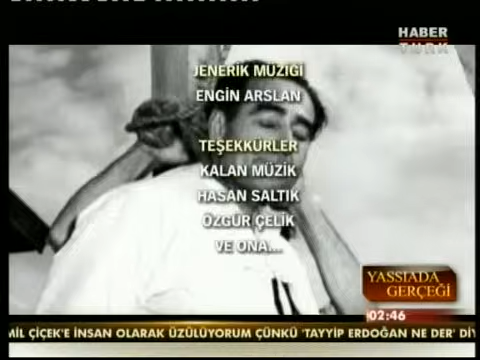 HABER
TÜRK
JENERİK MÜZİĞİ
ENGİN ARSLAN
TEŞEKKÜRLER
KALAN MÜZİK
HASAN SALTIK
ÖZGÜR ÇELİK
VE ONA...
YASSIADA
GERÇEĞİ
02:46
MİL ÇİÇEK'E İNSAN OLARAK ÜZÜLÜYORUM ÇÜNKÜ 'TAYYİP ERDOĞAN NE DER' DİY